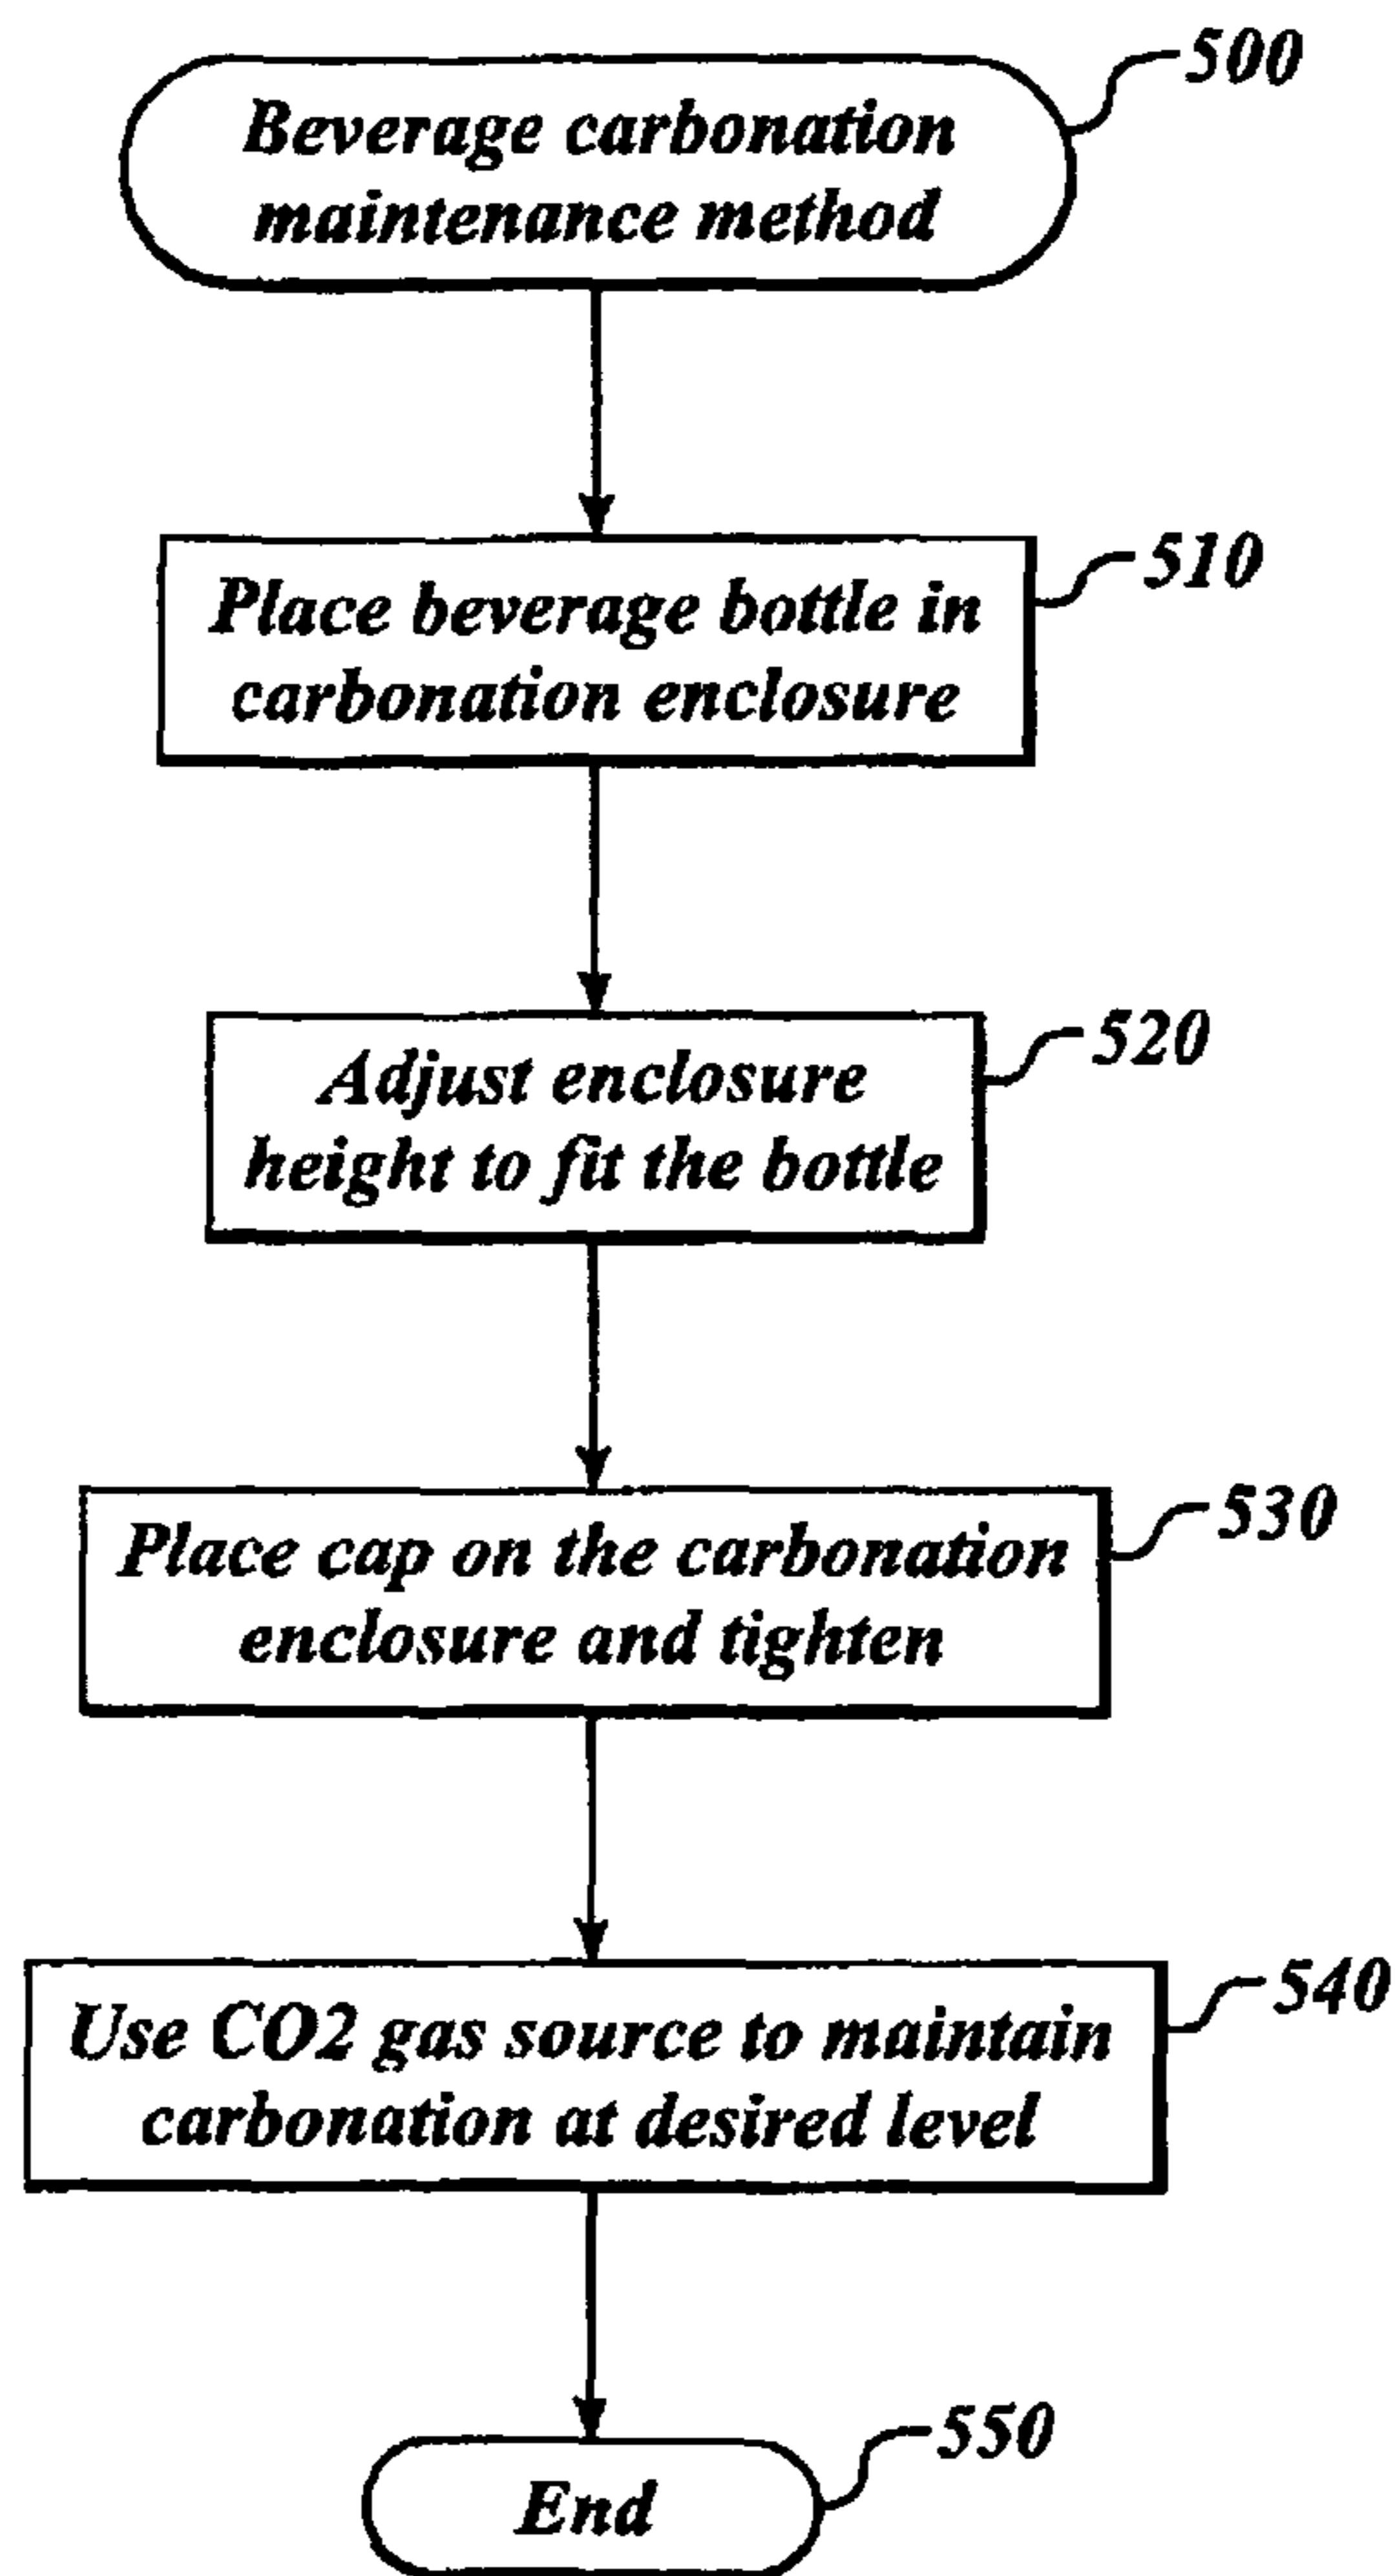 500
Beverage carbonation
maintenance method
510
Place beverage bottle in
carbonation enclosure
520
Adjust enclosure
height to fit the bottle
530
Place cap on the carbonation
enclosure and tighten
540
Use CO2 gas source to maintain
carbonation at desired level
550
End